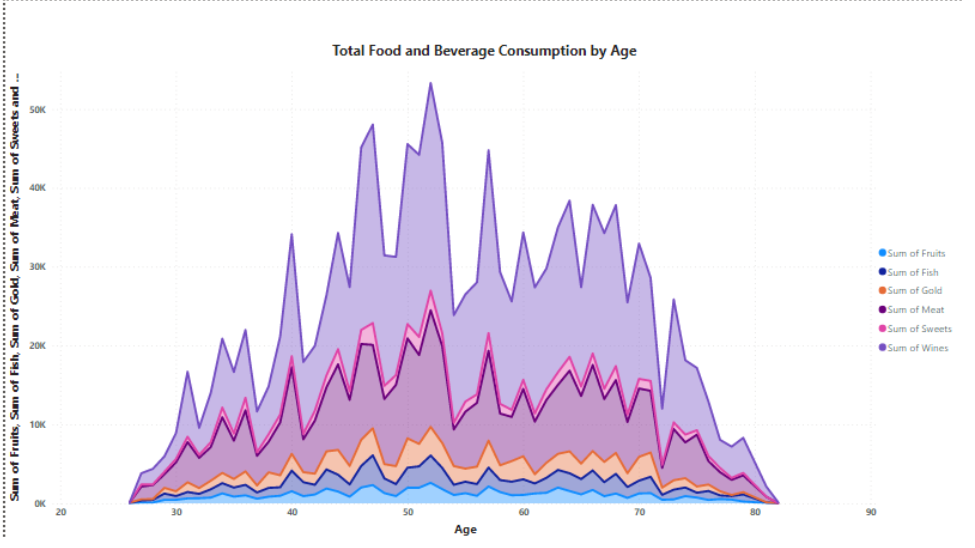 Total Food and Beverage Consumption by Age
Sum of Fruits, Sum of Fish, Sum of Gold, Sum of Meat, Sum of Sweets and ...
50K
40K
30K
20K
10K
0K
20 30 40 50 60 70 80 90
Age
Sum of Fruits
Sum of Fish
Sum of Gold
Sum of Meat
Sum of Sweets
Sum of Wines